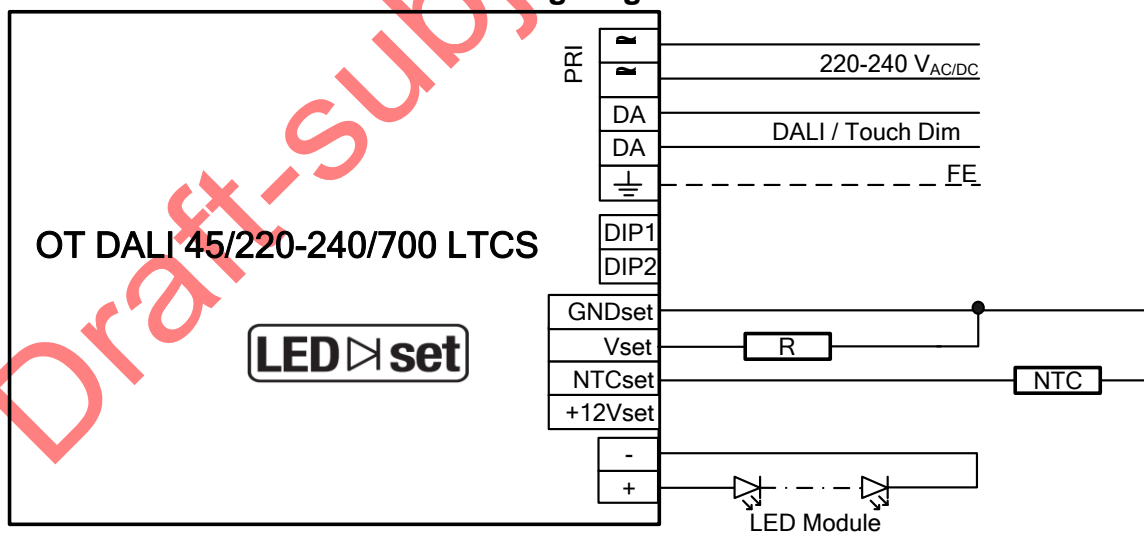 PRI
220-240 VAC/DC
DA
DALI / Touch Dim
DA
FE
OT DALI 45/220-240/700 LTCS
DIP1
DIP2
GNDset
LED set
Vset
R
NTCset
NTC
+12Vset
-
+
LED Module
Draft-subj